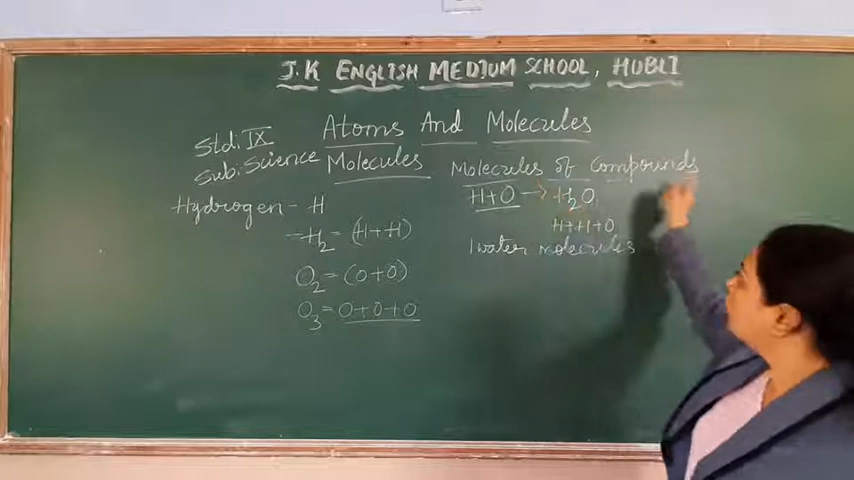 J.K ENGLISH MEDIUM SCHOOL, HUBLI
Atoms And Molecules
Std: IX
Sub: Science
Molecules
Hydrogen - H
- H2 = (H+H)
O2 = (O+O)
O3 = O+O+O
Molecules of Compounds
H+O → H2O
H+H+O
1 water molecules